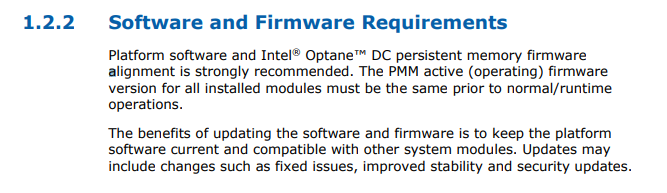 1.2.2 Software and Firmware Requirements
Platform software and Intel® Optane™ DC persistent memory firmware
alignment is strongly recommended. The PMM active (operating) firmware
version for all installed modules must be the same prior to normal/runtime
operations.
The benefits of updating the software and firmware is to keep the platform
software current and compatible with other system modules. Updates may
include changes such as fixed issues, improved stability and security updates.